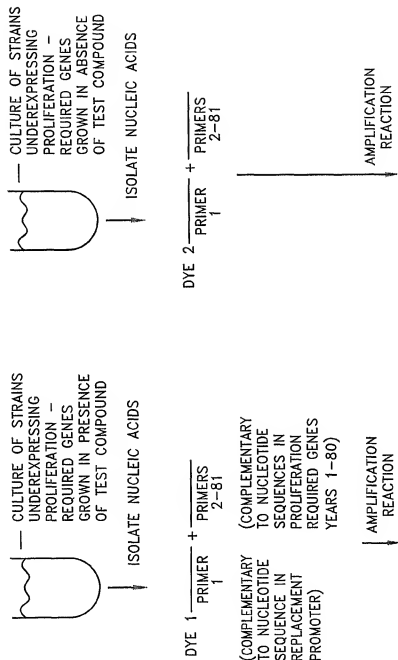 — CULTURE OF STRAINS
UNDEREXPRESSING
PROLIFERATION –
REQUIRED GENES
GROWN IN PRESENCE
OF TEST COMPOUND
ISOLATE NUCLEIC ACIDS
DYE 1 PRIMER 1 + PRIMERS 2–81
(COMPLEMENTARY
TO NUCLEOTIDE
SEQUENCE IN
REPLACEMENT
PROMOTER)
(COMPLEMENTARY
TO NUCLEOTIDE
SEQUENCES IN
PROLIFERATION
REQUIRED GENES
YEARS 1–80)
AMPLIFICATION
REACTION
— CULTURE OF STRAINS
UNDEREXPRESSING
PROLIFERATION –
REQUIRED GENES
GROWN IN ABSENCE
OF TEST COMPOUND
ISOLATE NUCLEIC ACIDS
DYE 2 PRIMER 1 + PRIMERS 2–81
AMPLIFICATION
REACTION